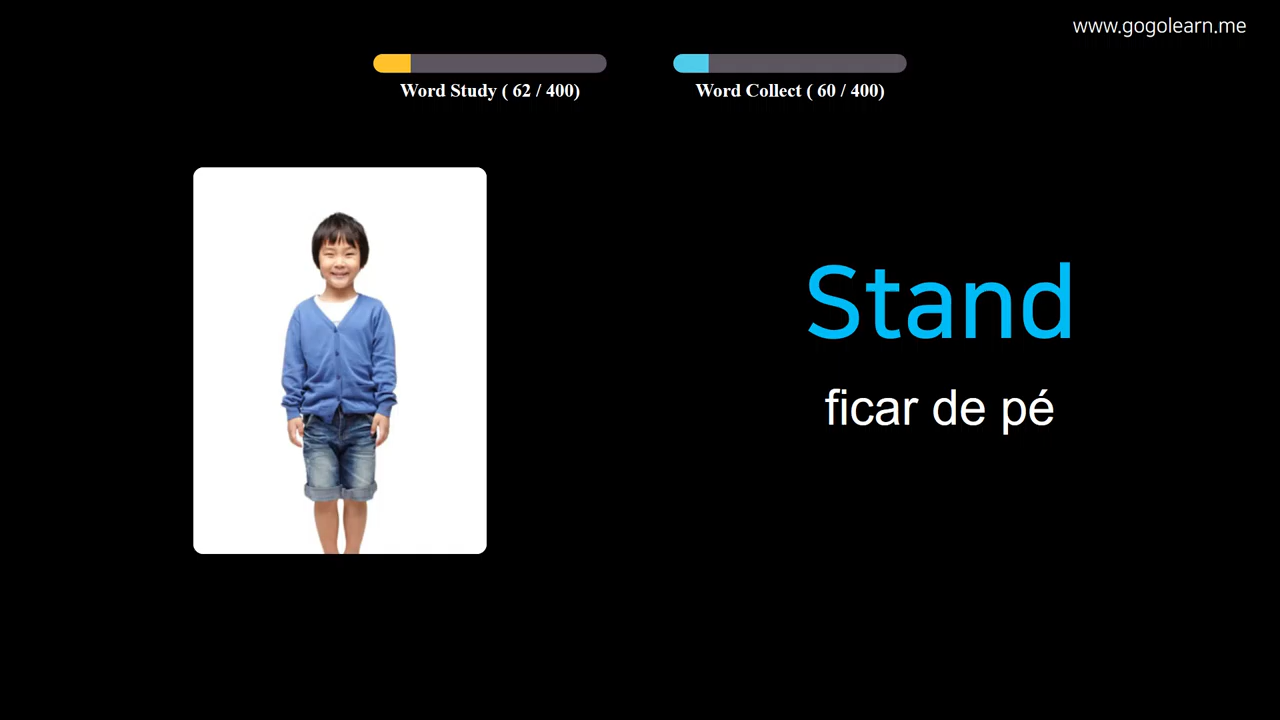 www.gogolearn.me
Word Study ( 62 / 400)
Word Collect ( 60 / 400)
Stand
ficar de pé